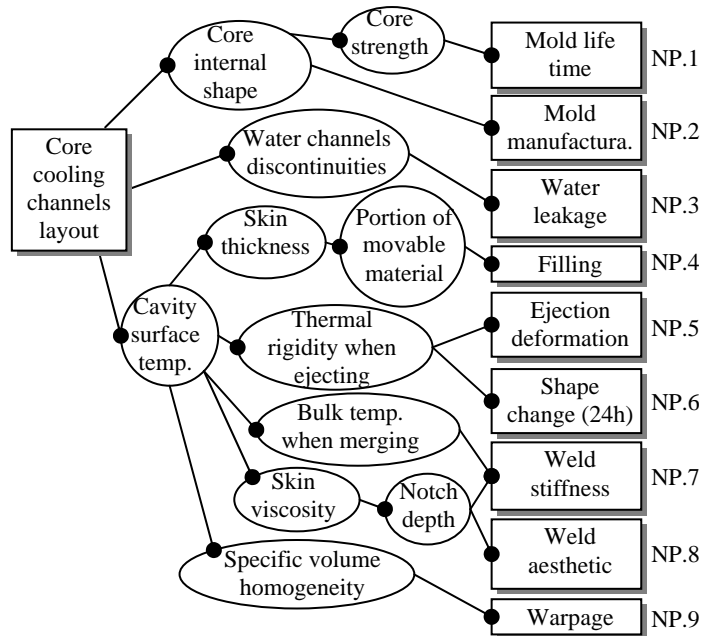 Core
cooling
channels
layout
Core
internal
shape
Core
strength
Mold life
time
NP.1
Mold
manufactura.
NP.2
Water channels
discontinuities
Water
leakage
NP.3
Skin
thickness
Portion of
movable
material
Filling
NP.4
Cavity
surface
temp.
Thermal
rigidity when
ejecting
Ejection
deformation
NP.5
Shape
change (24h)
NP.6
Bulk temp.
when merging
Weld
stiffness
NP.7
Skin
viscosity
Notch
depth
Weld
aesthetic
NP.8
Specific volume
homogeneity
Warpage
NP.9